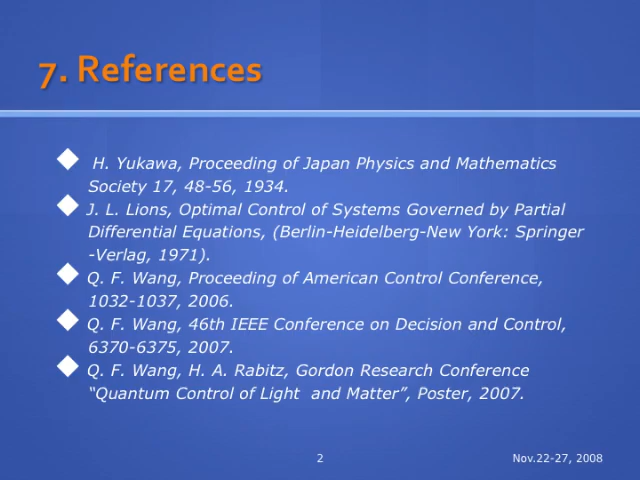 7. References
H. Yukawa, Proceeding of Japan Physics and Mathematics
Society 17, 48-56, 1934.
J. L. Lions, Optimal Control of Systems Governed by Partial
Differential Equations, (Berlin-Heidelberg-New York: Springer
-Verlag, 1971).
Q. F. Wang, Proceeding of American Control Conference,
1032-1037, 2006.
Q. F. Wang, 46th IEEE Conference on Decision and Control,
6370-6375, 2007.
Q. F. Wang, H. A. Rabitz, Gordon Research Conference
“Quantum Control of Light  and Matter”, Poster, 2007.
2
Nov.22-27, 2008